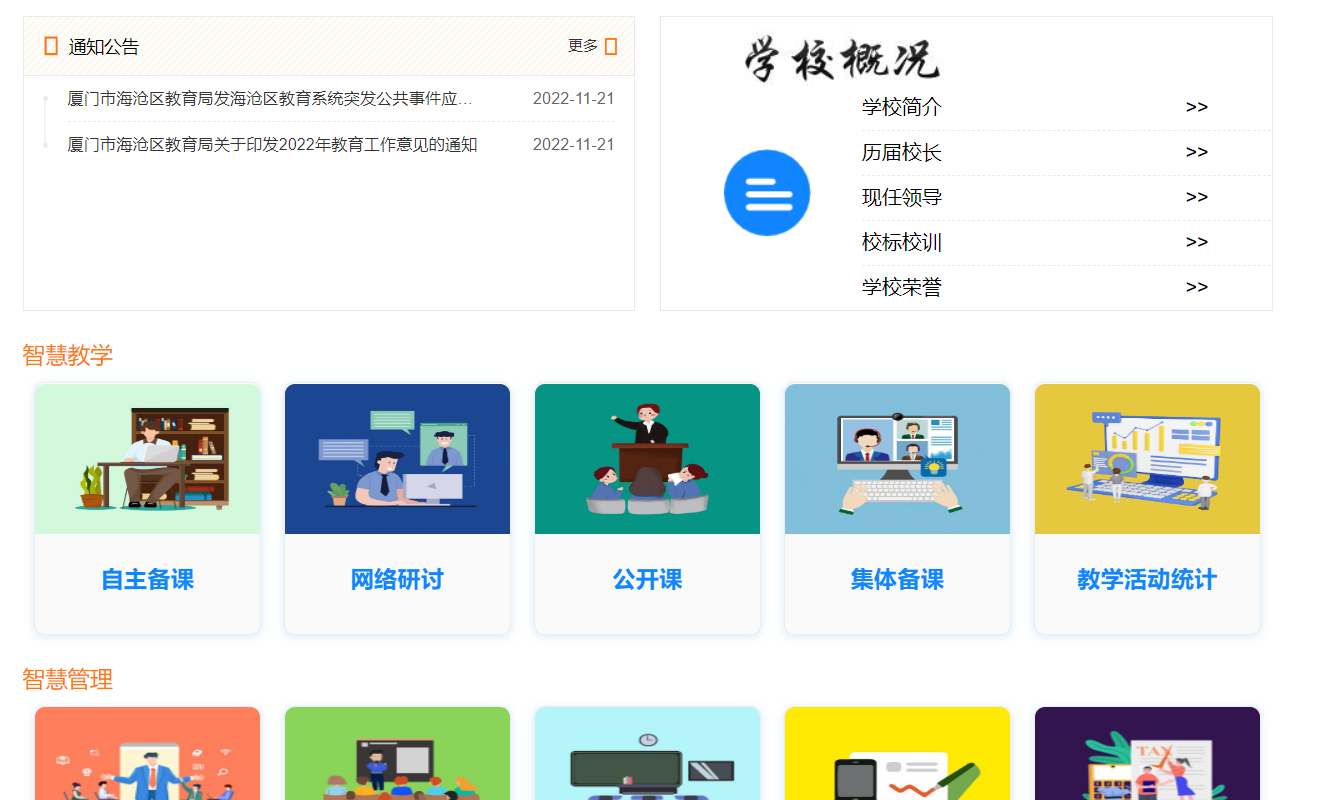 通知公告 更多
厦门市海沧区教育局发海沧区教育系统突发公共事件应… 2022-11-21
厦门市海沧区教育局关于印发2022年教育工作意见的通知 2022-11-21
学校概况
学校简介 >>
历届校长 >>
现任领导 >>
校标校训 >>
学校荣誉 >>
智慧教学
自主备课
网络研讨
公开课
集体备课
教学活动统计
智慧管理
TAX